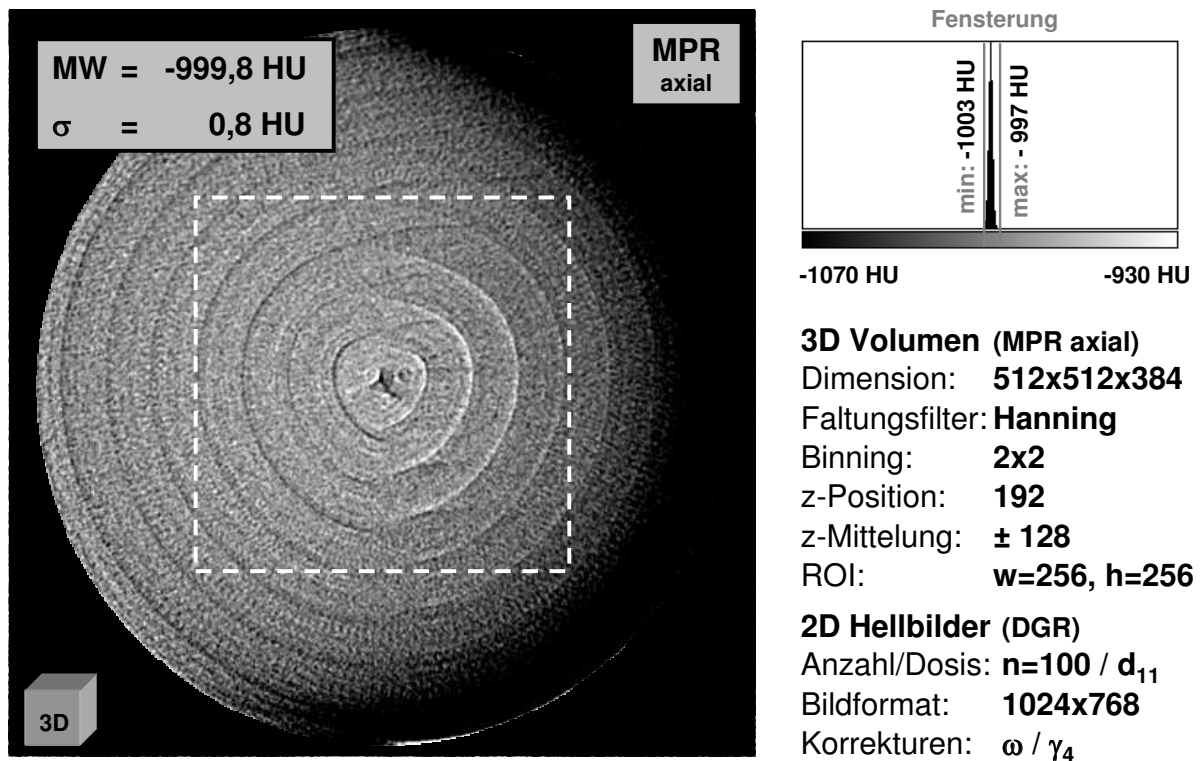 MW = -999,8 HU
σ = 0,8 HU
MPR
axial
3D
Fensterung
min: -1003 HU
max: - 997 HU
-1070 HU -930 HU
3D Volumen (MPR axial)
Dimension: 512x512x384
Faltungsfilter: Hanning
Binning: 2x2
z-Position: 192
z-Mittelung: ± 128
ROI: w=256, h=256
2D Hellbilder (DGR)
Anzahl/Dosis: n=100 / d₁₁
Bildformat: 1024x768
Korrekturen: ω / γ₄